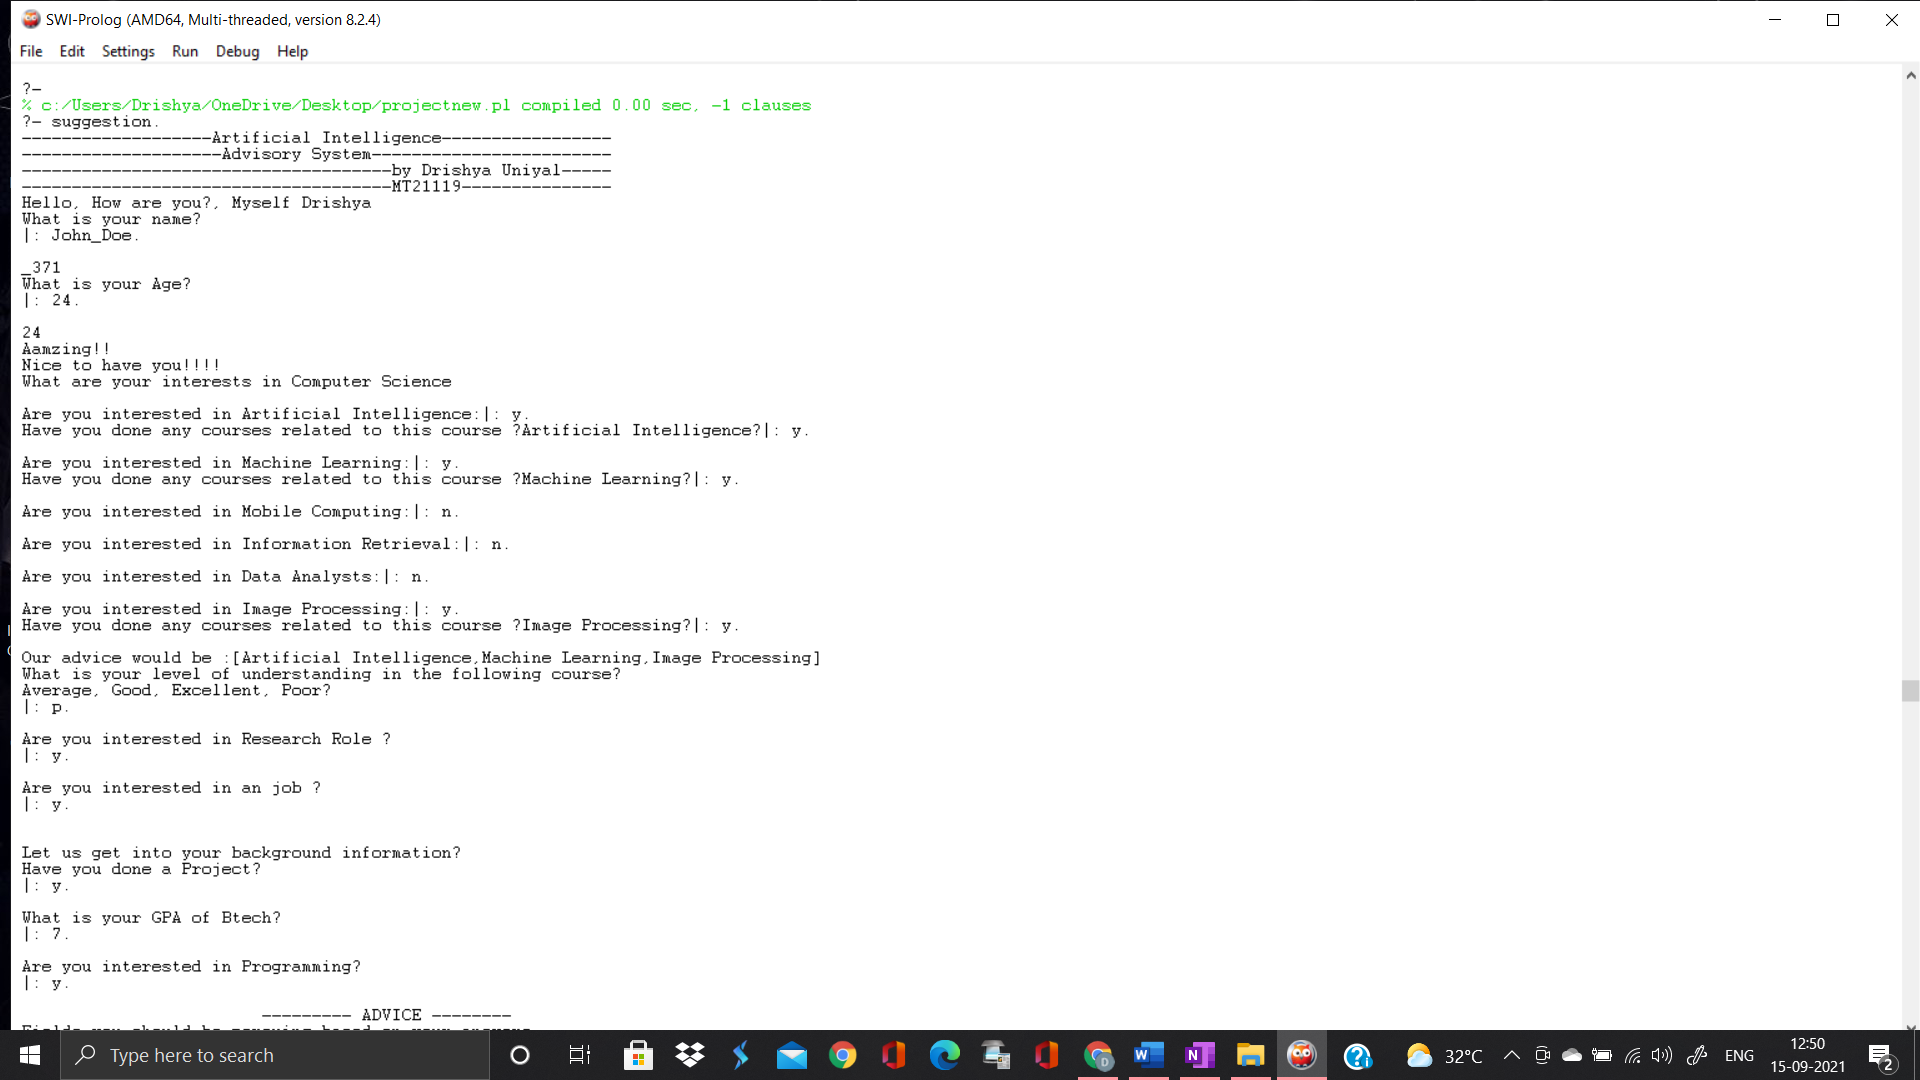 SWI-Prolog (AMD64, Multi-threaded, version 8.2.4)
File Edit Settings Run Debug Help
?-
% c:/Users/Drishya/OneDrive/Desktop/projectnew.pl compiled 0.00 sec, -1 clauses
?- suggestion.
-------------------Artificial Intelligence-----------------
--------------------Advisory System------------------------
-------------------------------------by Drishya Uniyal-----
-------------------------------------MT21119---------------
Hello, How are you?, Myself Drishya
What is your name?
|: John_Doe.
_371
What is your Age?
|: 24.
24
Aamzing!!
Nice to have you!!!!
What are your interests in Computer Science
Are you interested in Artificial Intelligence:|: y.
Have you done any courses related to this course ?Artificial Intelligence?|: y.
Are you interested in Machine Learning:|: y.
Have you done any courses related to this course ?Machine Learning?|: y.
Are you interested in Mobile Computing:|: n.
Are you interested in Information Retrieval:|: n.
Are you interested in Data Analysts:|: n.
Are you interested in Image Processing:|: y.
Have you done any courses related to this course ?Image Processing?|: y.
Our advice would be :[Artificial Intelligence,Machine Learning,Image Processing]
What is your level of understanding in the following course?
Average, Good, Excellent, Poor?
|: p.
Are you interested in Research Role ?
|: y.
Are you interested in an job ?
|: y.
Let us get into your background information?
Have you done a Project?
|: y.
What is your GPA of Btech?
|: 7.
Are you interested in Programming?
|: y.
--------- ADVICE --------
Type here to search
32°C
ENG
12:50
15-09-2021
2